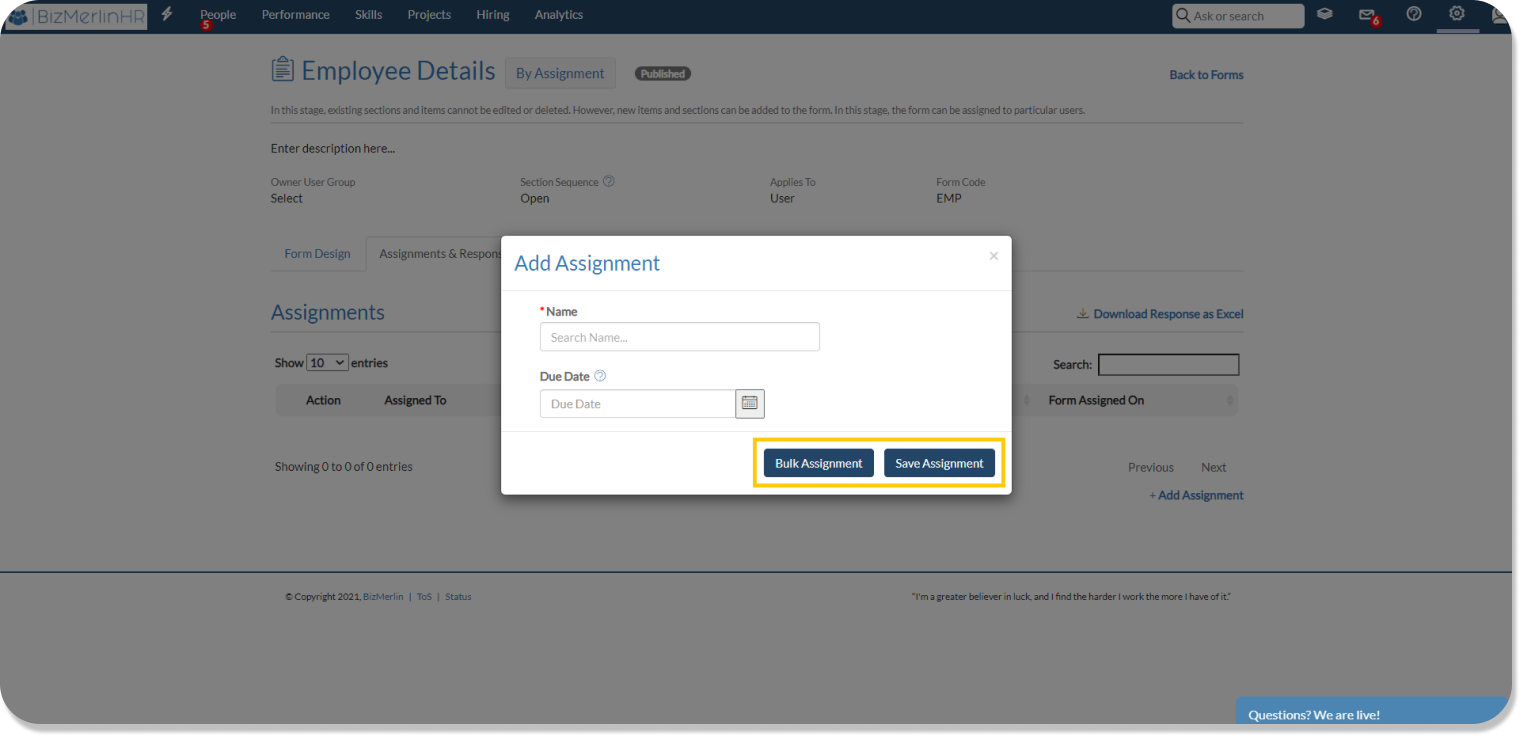 BizMerlinHR
People
5
Performance
Skills
Projects
Hiring
Analytics
Ask or search
6
Employee Details
By Assignment
Published
Back to Forms
In this stage, existing sections and items cannot be edited or deleted. However, new items and sections can be added to the form. In this stage, the form can be assigned to particular users.
Enter description here...
Owner User Group
Select
Section Sequence
Open
Applies To
User
Form Code
EMP
Form Design
Assignments & Respons
Add Assignment
×
* Name
Search Name...
Due Date
Due Date
Bulk Assignment
Save Assignment
Assignments
Download Response as Excel
Show 10 entries
Search:
Action
Assigned To
Form Assigned On
Showing 0 to 0 of 0 entries
Previous
Next
+ Add Assignment
© Copyright 2021, BizMerlin | ToS | Status
"I'm a greater believer in luck, and I find the harder I work the more I have of it."
Questions? We are live!